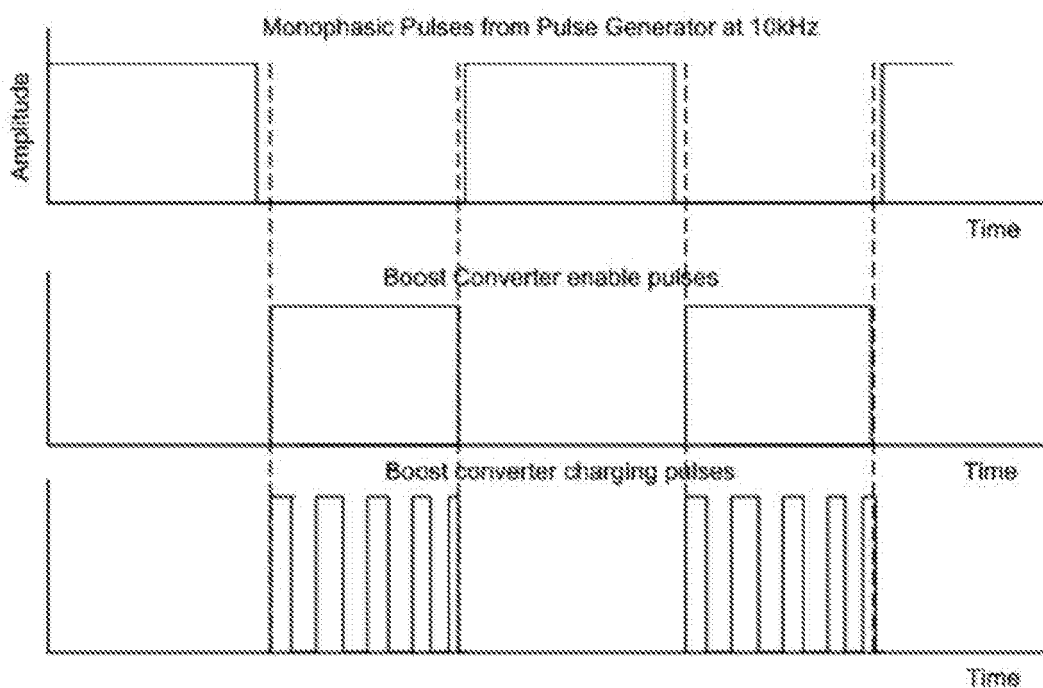 Monophasic Pulses from Pulse Generator at 10kHz
Amplitude
Time
Boost Converter enable pulses
Time
Boost converter charging pulses
Time